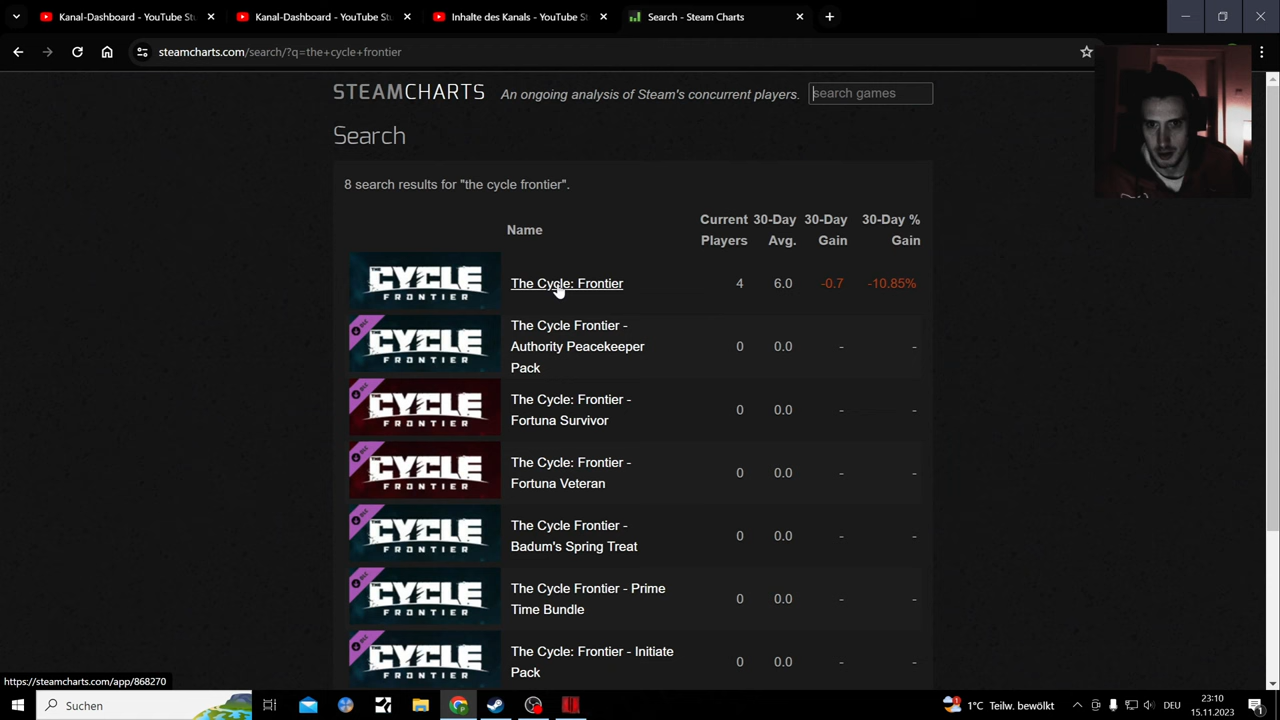 Kanal-Dashboard - YouTube St
Kanal-Dashboard - YouTube St
Inhalte des Kanals - YouTube St
Search - Steam Charts
steamcharts.com/search/?q=the+cycle+frontier
STEAMCHARTS
An ongoing analysis of Steam's concurrent players.
search games
Search
8 search results for "the cycle frontier".
Name
Current Players
30-Day Avg.
30-Day Gain
30-Day % Gain
THE CYCLE FRONTIER
The Cycle: Frontier
4 6.0 -0.7 -10.85%
THE CYCLE FRONTIER
The Cycle Frontier -
Authority Peacekeeper
Pack
0 0.0 - -
THE CYCLE FRONTIER
The Cycle: Frontier -
Fortuna Survivor
0 0.0 - -
THE CYCLE FRONTIER
The Cycle: Frontier -
Fortuna Veteran
0 0.0 - -
THE CYCLE FRONTIER
The Cycle Frontier -
Badum's Spring Treat
0 0.0 - -
THE CYCLE FRONTIER
The Cycle Frontier - Prime
Time Bundle
0 0.0 - -
THE CYCLE FRONTIER
The Cycle: Frontier - Initiate
Pack
0 0.0 - -
https://steamcharts.com/app/868270
Suchen
1°C Teilw. bewölkt
DEU
23:10
15.11.2023